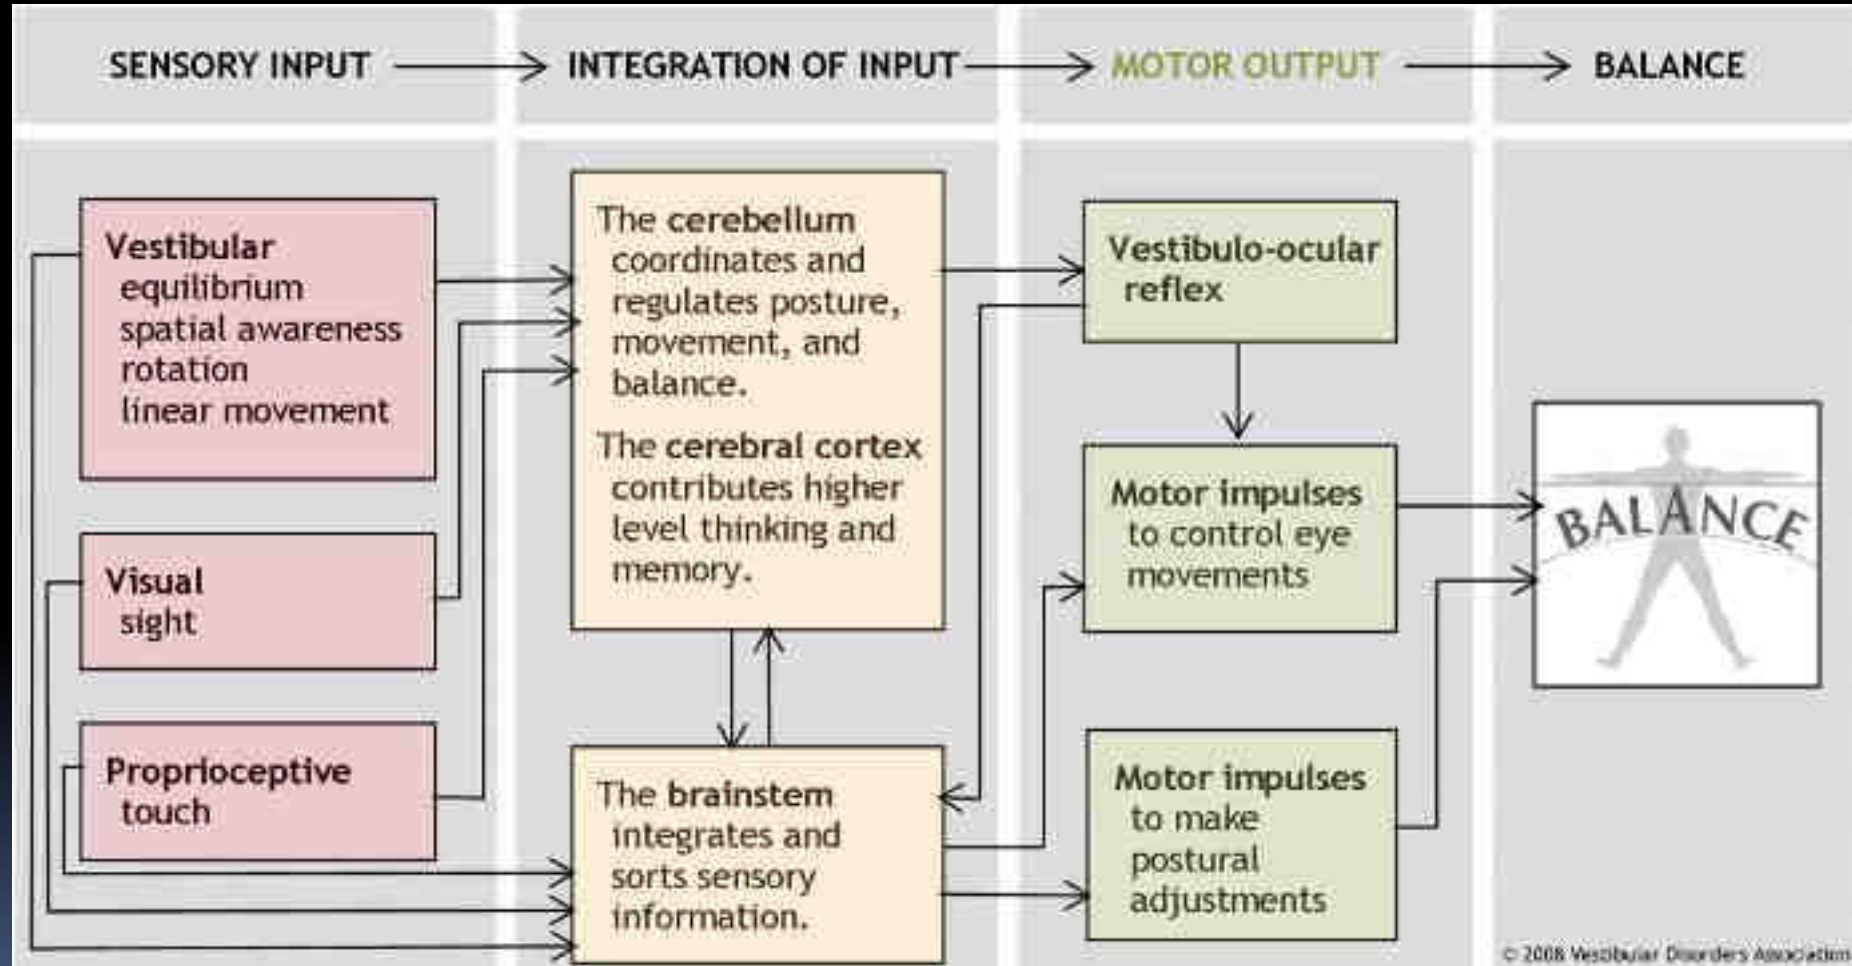 SENSORY INPUT
INTEGRATION OF INPUT
MOTOR OUTPUT
BALANCE
Vestibular
equilibrium
spatial awareness
rotation
linear movement
Visual
sight
Proprioceptive
touch
The cerebellum
coordinates and
regulates posture,
movement, and
balance.
The cerebral cortex
contributes higher
level thinking and
memory.
The brainstem
integrates and
sorts sensory
information.
Vestibulo-ocular
reflex
Motor impulses
to control eye
movements
Motor impulses
to make
postural
adjustments
BALANCE
© 2008 Vestibular Disorders Association